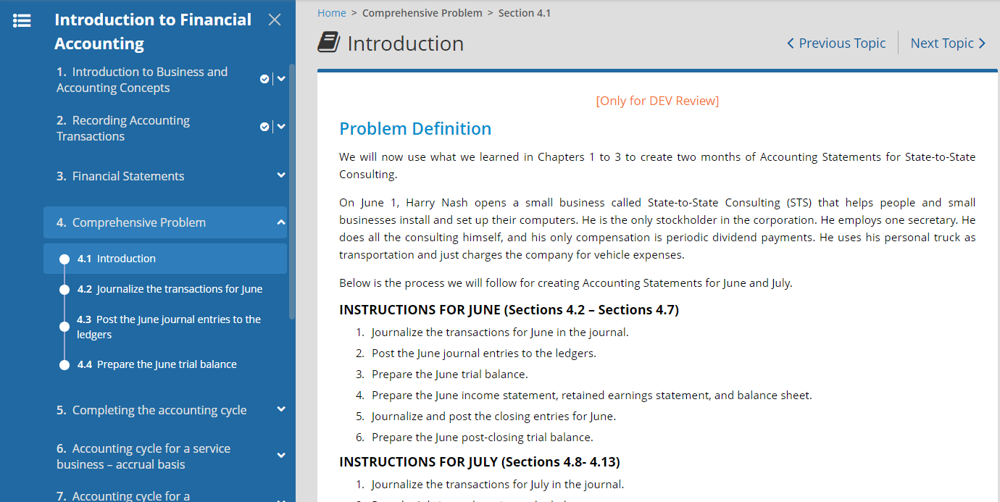 Introduction to Financial
Accounting
1. Introduction to Business and
Accounting Concepts
2. Recording Accounting
Transactions
3. Financial Statements
4. Comprehensive Problem
4.1 Introduction
4.2 Journalize the transactions for June
4.3 Post the June journal entries to the
ledgers
4.4 Prepare the June trial balance
5. Completing the accounting cycle
6. Accounting cycle for a service
business – accrual basis
7. Accounting cycle for a
Home > Comprehensive Problem > Section 4.1
Introduction
Previous Topic
Next Topic
[Only for DEV Review]
Problem Definition
We will now use what we learned in Chapters 1 to 3 to create two months of Accounting Statements for State-to-State
Consulting.
On June 1, Harry Nash opens a small business called State-to-State Consulting (STS) that helps people and small
businesses install and set up their computers. He is the only stockholder in the corporation. He employs one secretary. He
does all the consulting himself, and his only compensation is periodic dividend payments. He uses his personal truck as
transportation and just charges the company for vehicle expenses.
Below is the process we will follow for creating Accounting Statements for June and July.
INSTRUCTIONS FOR JUNE (Sections 4.2 – Sections 4.7)
1. Journalize the transactions for June in the journal.
2. Post the June journal entries to the ledgers.
3. Prepare the June trial balance.
4. Prepare the June income statement, retained earnings statement, and balance sheet.
5. Journalize and post the closing entries for June.
6. Prepare the June post-closing trial balance.
INSTRUCTIONS FOR JULY (Sections 4.8- 4.13)
1. Journalize the transactions for July in the journal.